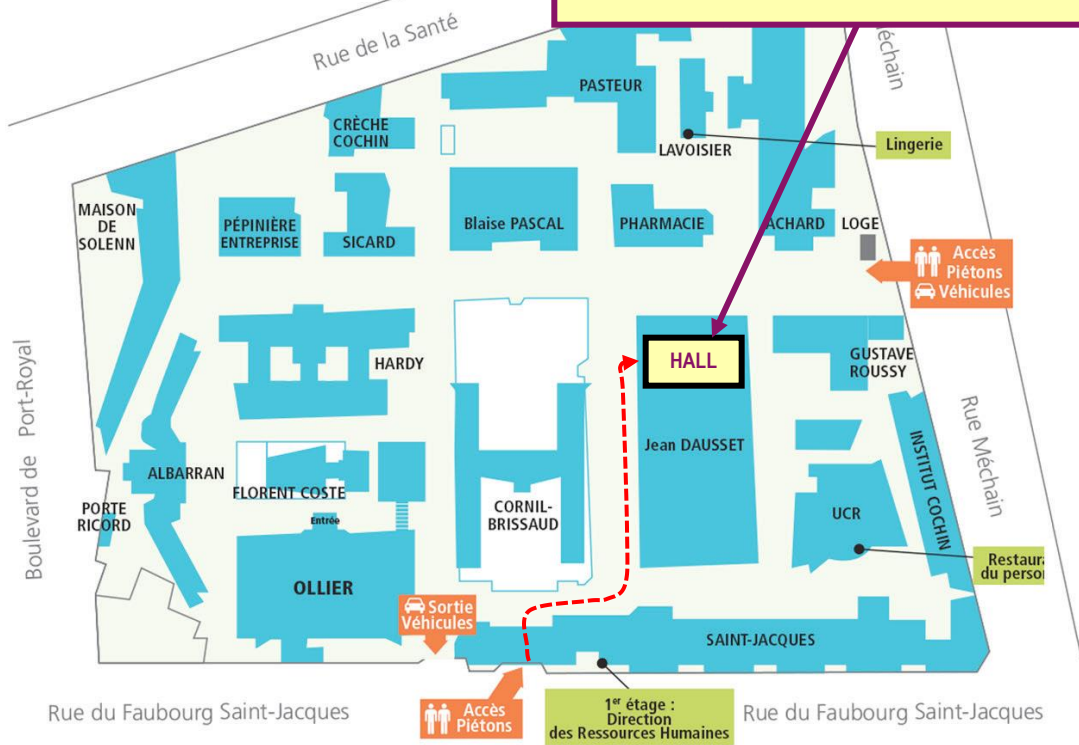 Rue de la Santé
Méchain
PASTEUR
CRÈCHE
COCHIN
LAVOISIER
Lingerie
MAISON
DE
SOLENN
PÉPINIÈRE
ENTREPRISE
SICARD
Blaise PASCAL
PHARMACIE
ACHARD
LOGE
Accès
Piétons
Véhicules
HARDY
HALL
GUSTAVE
ROUSSY
Rue Méchain
Boulevard de Port-Royal
Jean DAUSSET
INSTITUT COCHIN
ALBARRAN
FLORENT COSTE
PORTE
RICORD
Entrée
CORNIL-
BRISSAUD
UCR
OLLIER
Restaura
du person
Sortie
Véhicules
SAINT-JACQUES
Rue du Faubourg Saint-Jacques
Accès
Piétons
1er étage :
Direction
des Ressources Humaines
Rue du Faubourg Saint-Jacques